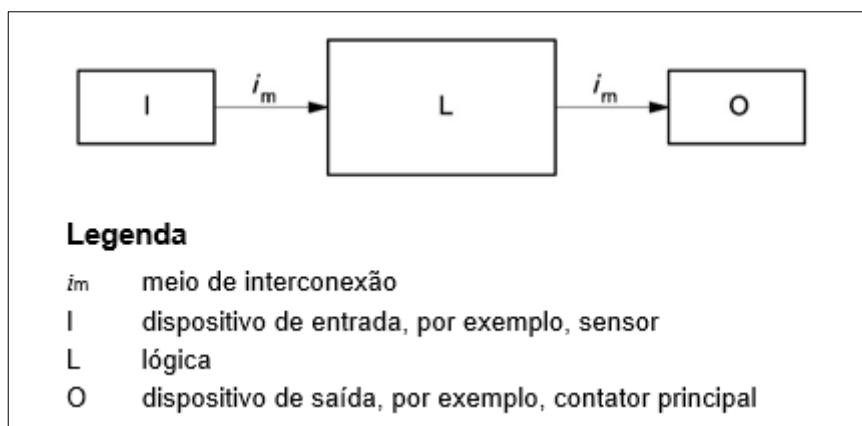 I im L im O
Legenda
im meio de interconexão
I dispositivo de entrada, por exemplo, sensor
L lógica
O dispositivo de saída, por exemplo, contator principal